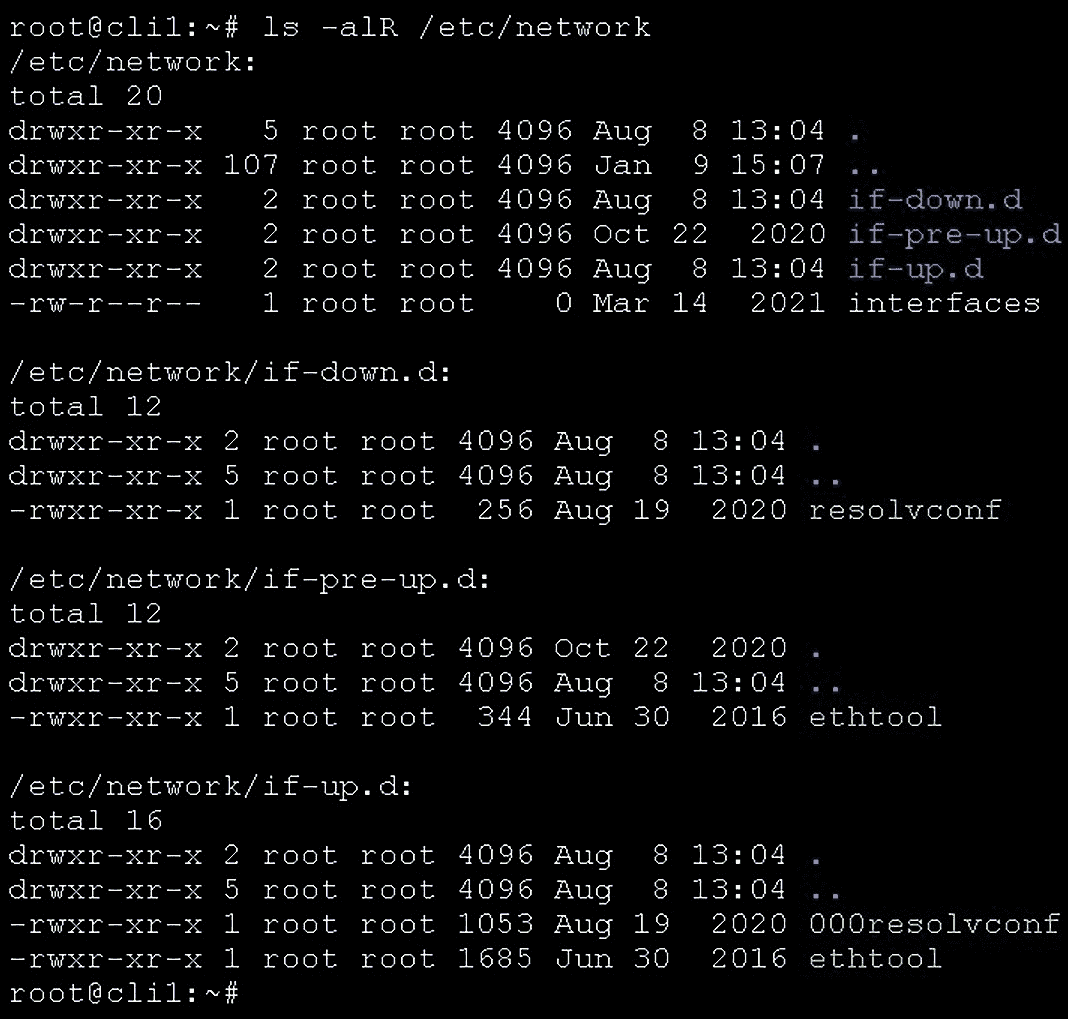 root@cli1:~# ls -alR /etc/network
/etc/network:
total 20
drwxr-xr-x   5 root root 4096 Aug  8 13:04 .
drwxr-xr-x 107 root root 4096 Jan  9 15:07 ..
drwxr-xr-x   2 root root 4096 Aug  8 13:04 if-down.d
drwxr-xr-x   2 root root 4096 Oct 22  2020 if-pre-up.d
drwxr-xr-x   2 root root 4096 Aug  8 13:04 if-up.d
-rw-r--r--   1 root root    0 Mar 14  2021 interfaces

/etc/network/if-down.d:
total 12
drwxr-xr-x 2 root root 4096 Aug  8 13:04 .
drwxr-xr-x 5 root root 4096 Aug  8 13:04 ..
-rwxr-xr-x 1 root root  256 Aug 19  2020 resolvconf

/etc/network/if-pre-up.d:
total 12
drwxr-xr-x 2 root root 4096 Oct 22  2020 .
drwxr-xr-x 5 root root 4096 Aug  8 13:04 ..
-rwxr-xr-x 1 root root  344 Jun 30  2016 ethtool

/etc/network/if-up.d:
total 16
drwxr-xr-x 2 root root 4096 Aug  8 13:04 .
drwxr-xr-x 5 root root 4096 Aug  8 13:04 ..
-rwxr-xr-x 1 root root 1053 Aug 19  2020 000resolvconf
-rwxr-xr-x 1 root root 1685 Jun 30  2016 ethtool
root@cli1:~#